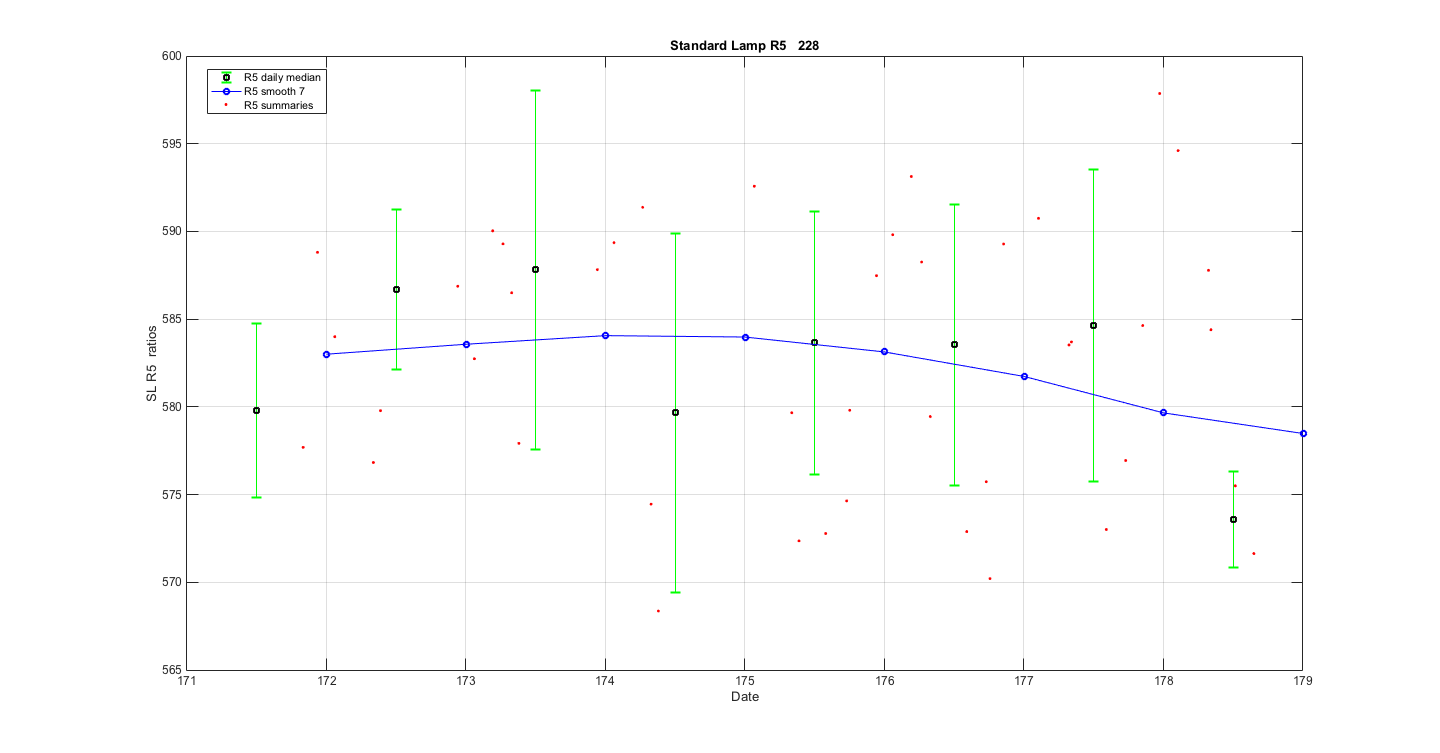 Standard Lamp R5   228
600
R5 daily median
R5 smooth 7
R5 summaries
595
590
585
580
575
570
565
SL R5 ratios
171 172 173 174 175 176 177 178 179
Date